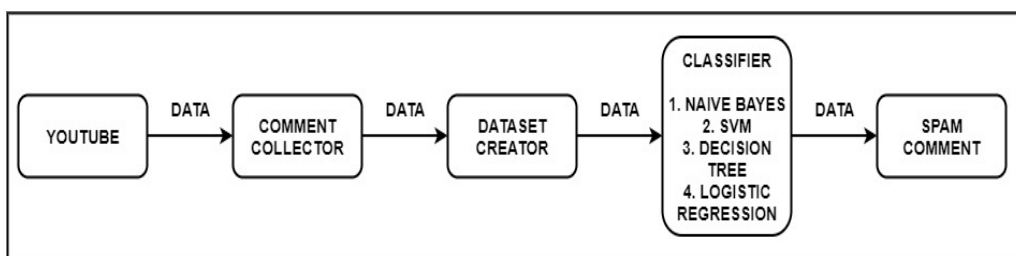 YOUTUBE
DATA
COMMENT
COLLECTOR
DATA
DATASET
CREATOR
DATA
CLASSIFIER
1. NAIVE BAYES
2. SVM
3. DECISION
TREE
4. LOGISTIC
REGRESSION
DATA
SPAM
COMMENT